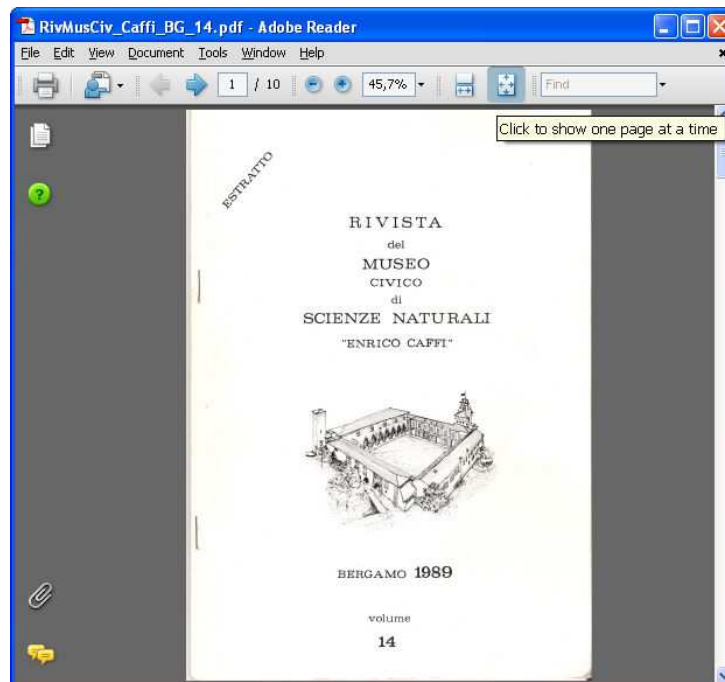 RivMusCiv_Caffi_BG_14.pdf - Adobe Reader
File Edit View Document Tools Window Help
1 / 10 45,7% Find
Click to show one page at a time
ESTRATTO
RIVISTA
del
MUSEO
CIVICO
di
SCIENZE NATURALI
"ENRICO CAFFI"
BERGAMO 1989
volume
14